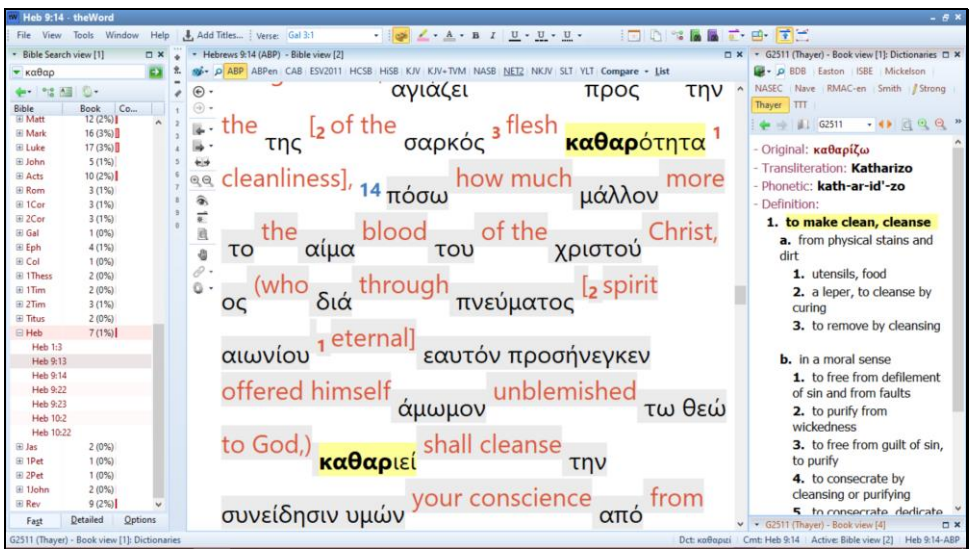 Heb 9:14 - theWord
File View Tools Window Help Add Titles... Verse: Gal 3:1 B I U - U - U -
Bible Search view [1]
καθαρ
Bible Book Co...
Matt 12 (2%)
Mark 16 (3%)
Luke 17 (3%)
John 5 (1%)
Acts 10 (2%)
Rom 3 (1%)
1Cor 3 (1%)
2Cor 3 (1%)
Gal 1 (0%)
Eph 4 (1%)
Col 1 (0%)
1Thess 2 (0%)
1Tim 2 (0%)
2Tim 3 (1%)
Titus 2 (0%)
Heb 7 (1%)
Heb 1:3
Heb 9:13
Heb 9:14
Heb 9:22
Heb 9:23
Heb 10:2
Heb 10:22
Jas 2 (0%)
1Pet 1 (0%)
2Pet 1 (0%)
1John 2 (0%)
Rev 9 (2%)
Fast Detailed Options
Hebrews 9:14 (ABP) - Bible view [2]
ABP ABPen CAB ESV2011 HCSB HiSB KJV KJV+TVM NASB NET2 NKJV SLT YLT Compare List
αγιάζει προς την
the της [2 of the σαρκός 3 flesh καθαρότητα 1
cleanliness], 14 πόσω how much μάλλον more
το the αίμα blood του of the χριστού Christ,
ος (who διά through πνεύματος [2 spirit
αιωνίου 1 eternal] εαυτόν προσήνεγκεν
offered himself άμωμον unblemished τω θεώ
to God,) καθαριεί shall cleanse την
συνείδησιν υμών your conscience από from
G2511 (Thayer) - Book view [1]: Dictionaries
BDB Easton ISBE Mickelson
NASEC Nave RMAC-en Smith Strong
Thayer TTT
G2511
- Original: καθαρίζω
- Transliteration: Katharizo
- Phonetic: kath-ar-id'-zo
- Definition:
1. to make clean, cleanse
a. from physical stains and
dirt
1. utensils, food
2. a leper, to cleanse by
curing
3. to remove by cleansing
b. in a moral sense
1. to free from defilement
of sin and from faults
2. to purify from
wickedness
3. to free from guilt of sin,
to purify
4. to consecrate by
cleansing or purifying
5. to consecrate, dedicate
G2511 (Thayer) - Book view [4]
G2511 (Thayer) - Book view [1]: Dictionaries Dct: καθαριεί Cmt: Heb 9:14 Active: Bible view [2] Heb 9:14-ABP